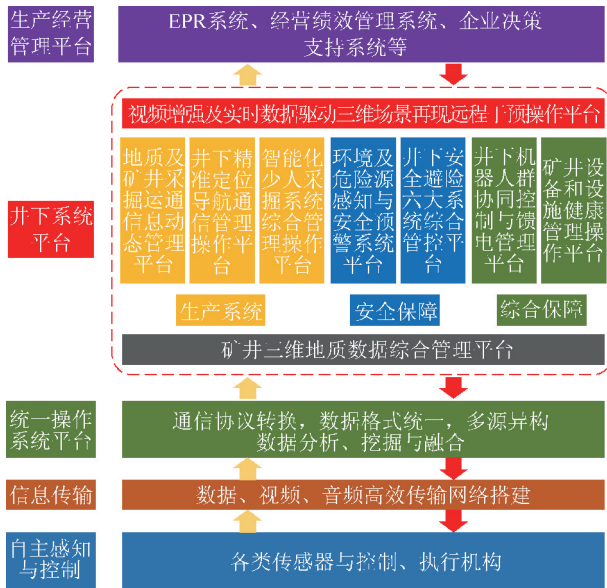 生产经营
管理平台
EPR系统、经营绩效管理系统、企业决策
支持系统等
井下系统
平台
视频增强及实时数据驱动三维场景再现远程干预操作平台
地质及
矿井采
掘运通
信息动
态管理
平台
井下精
准定位
导航通
信管理
操作平
台
智能化
少人采
掘系统
综合管
理操作
平台
环境及
危险源
感知与
安全预
警系统
平台
井下安
全避险
六大系
统综合
管控平
台
井下机
器人群
协同控
制与馈
电管理
平台
矿井设
备和设
施健康
管理操
作平台
生产系统
安全保障
综合保障
矿井三维地质数据综合管理平台
统一操作
系统平台
通信协议转换，数据格式统一，多源异构
数据分析、挖掘与融合
信息传输
数据、视频、音频高效传输网络搭建
自主感知
与控制
各类传感器与控制、执行机构